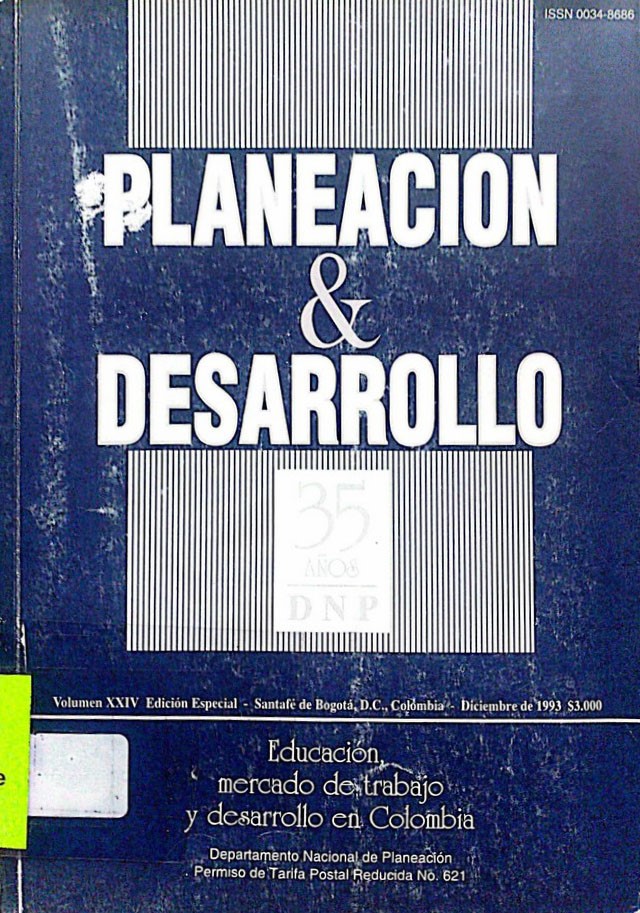 ISSN 0034-8686
PLANEACION
&
DESARROLLO
35
AÑOS
DNP
Volumen XXIV Edición Especial - Santafé de Bogotá, D.C., Colombia - Diciembre de 1993 $3.000
Educación,
mercado de trabajo
y desarrollo en Colombia
Departamento Nacional de Planeación
Permiso de Tarifa Postal Reducida No. 621
e